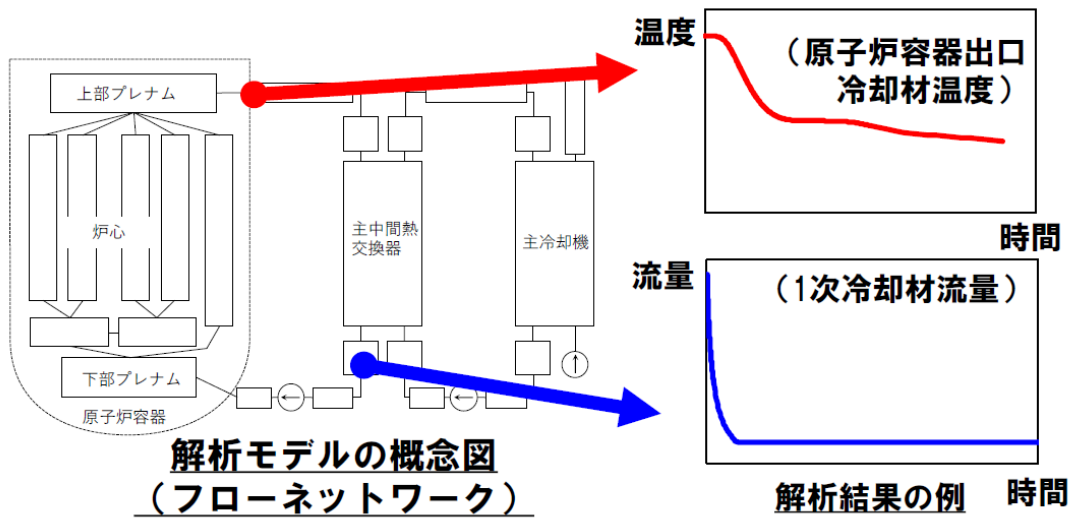 上部プレナム
炉心
下部プレナム
原子炉容器
主中間熱
交換器
主冷却機
解析モデルの概念図
（フローネットワーク）
温度
（原子炉容器出口
冷却材温度）
時間
流量
（1次冷却材流量）
解析結果の例
時間